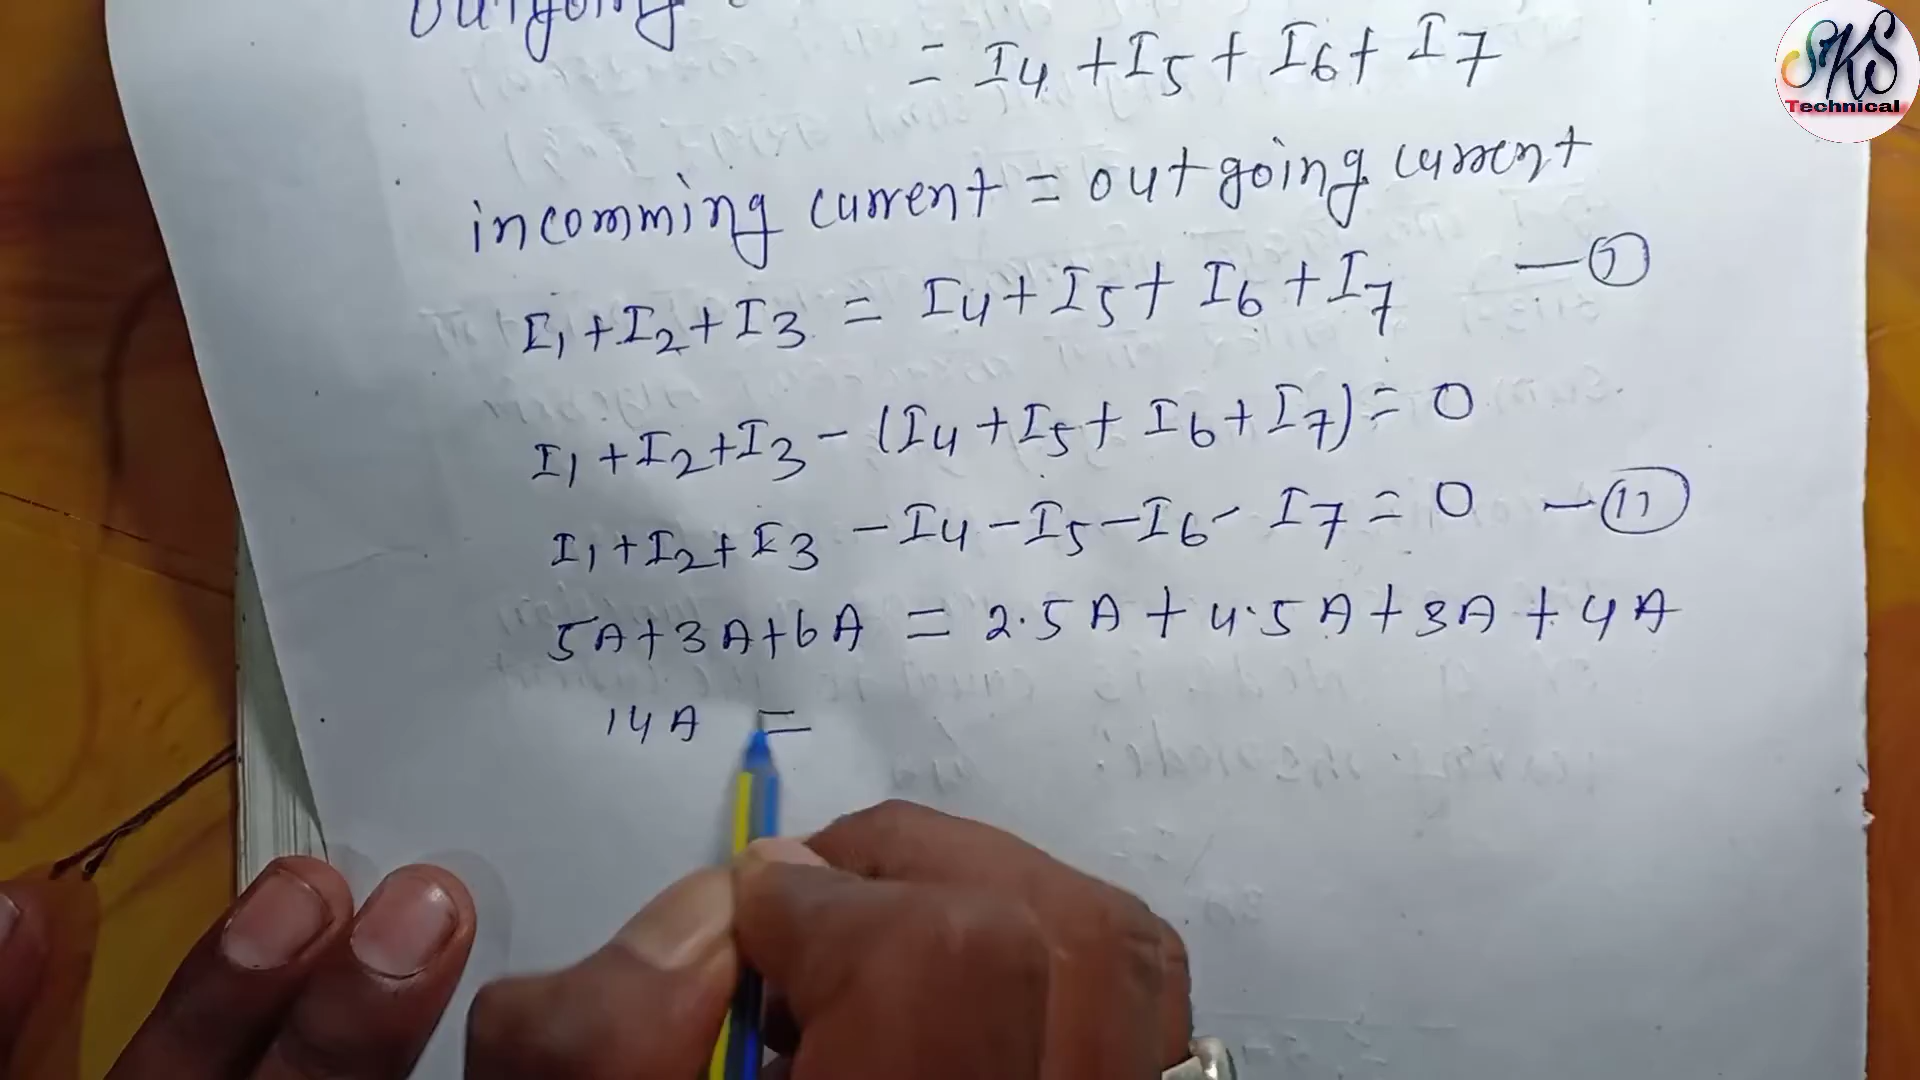 outgoing
= I4 + I5 + I6 + I7
incomming current = outgoing current
I1 + I2 + I3 = I4 + I5 + I6 + I7 — (I)
I1 + I2 + I3 - (I4 + I5 + I6 + I7) = 0
I1 + I2 + I3 - I4 - I5 - I6 - I7 = 0 — (II)
5A + 3A + 6A = 2.5A + 4.5A + 3A + 4A
14A =
SKS
Technical